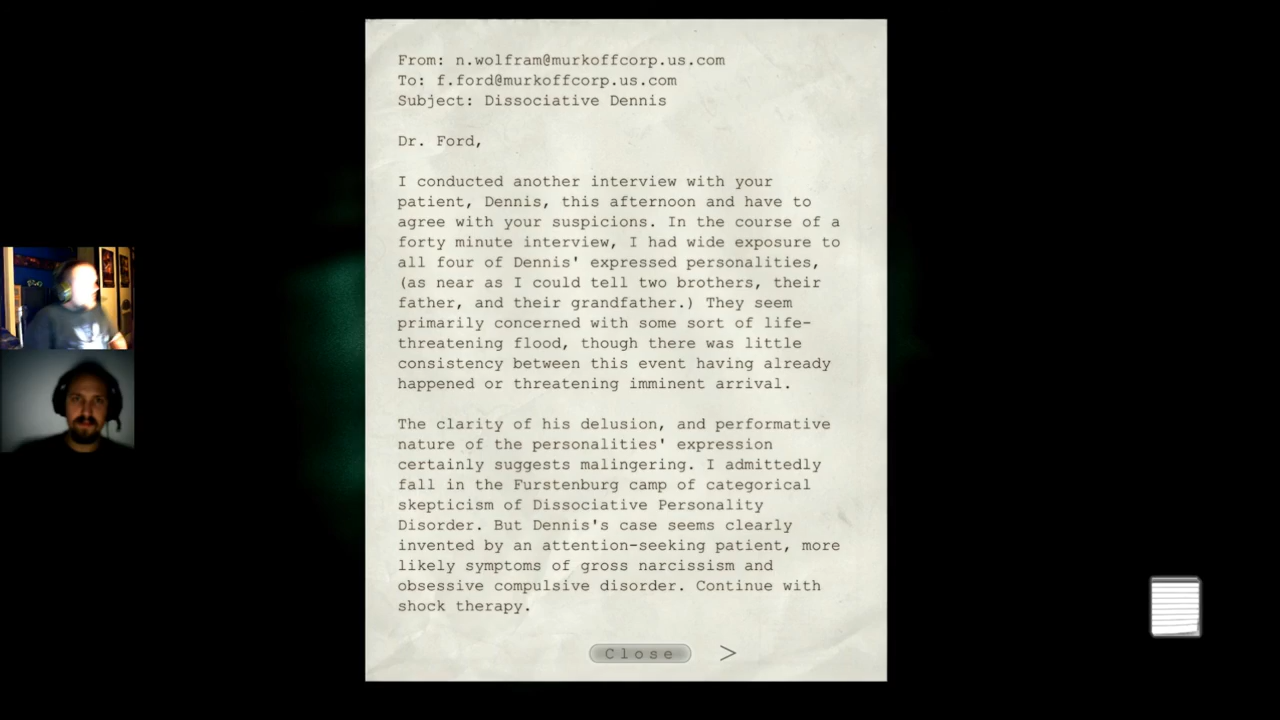 From: n.wolfram@murkoffcorp.us.com
To: f.ford@murkoffcorp.us.com
Subject: Dissociative Dennis
Dr. Ford,
I conducted another interview with your
patient, Dennis, this afternoon and have to
agree with your suspicions. In the course of a
forty minute interview, I had wide exposure to
all four of Dennis' expressed personalities,
(as near as I could tell two brothers, their
father, and their grandfather.) They seem
primarily concerned with some sort of life-
threatening flood, though there was little
consistency between this event having already
happened or threatening imminent arrival.
The clarity of his delusion, and performative
nature of the personalities' expression
certainly suggests malingering. I admittedly
fall in the Furstenburg camp of categorical
skepticism of Dissociative Personality
Disorder. But Dennis's case seems clearly
invented by an attention-seeking patient, more
likely symptoms of gross narcissism and
obsessive compulsive disorder. Continue with
shock therapy.
Close >